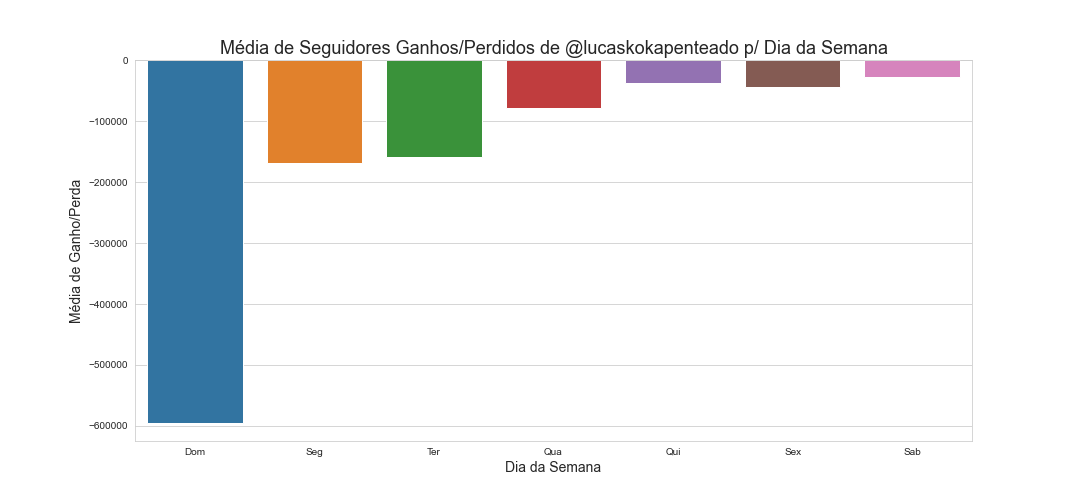 Média de Seguidores Ganhos/Perdidos de @lucaskokapenteado p/ Dia da Semana
0
−100000
−200000
−300000
−400000
−500000
−600000
Média de Ganho/Perda
Dom Seg Ter Qua Qui Sex Sab
Dia da Semana